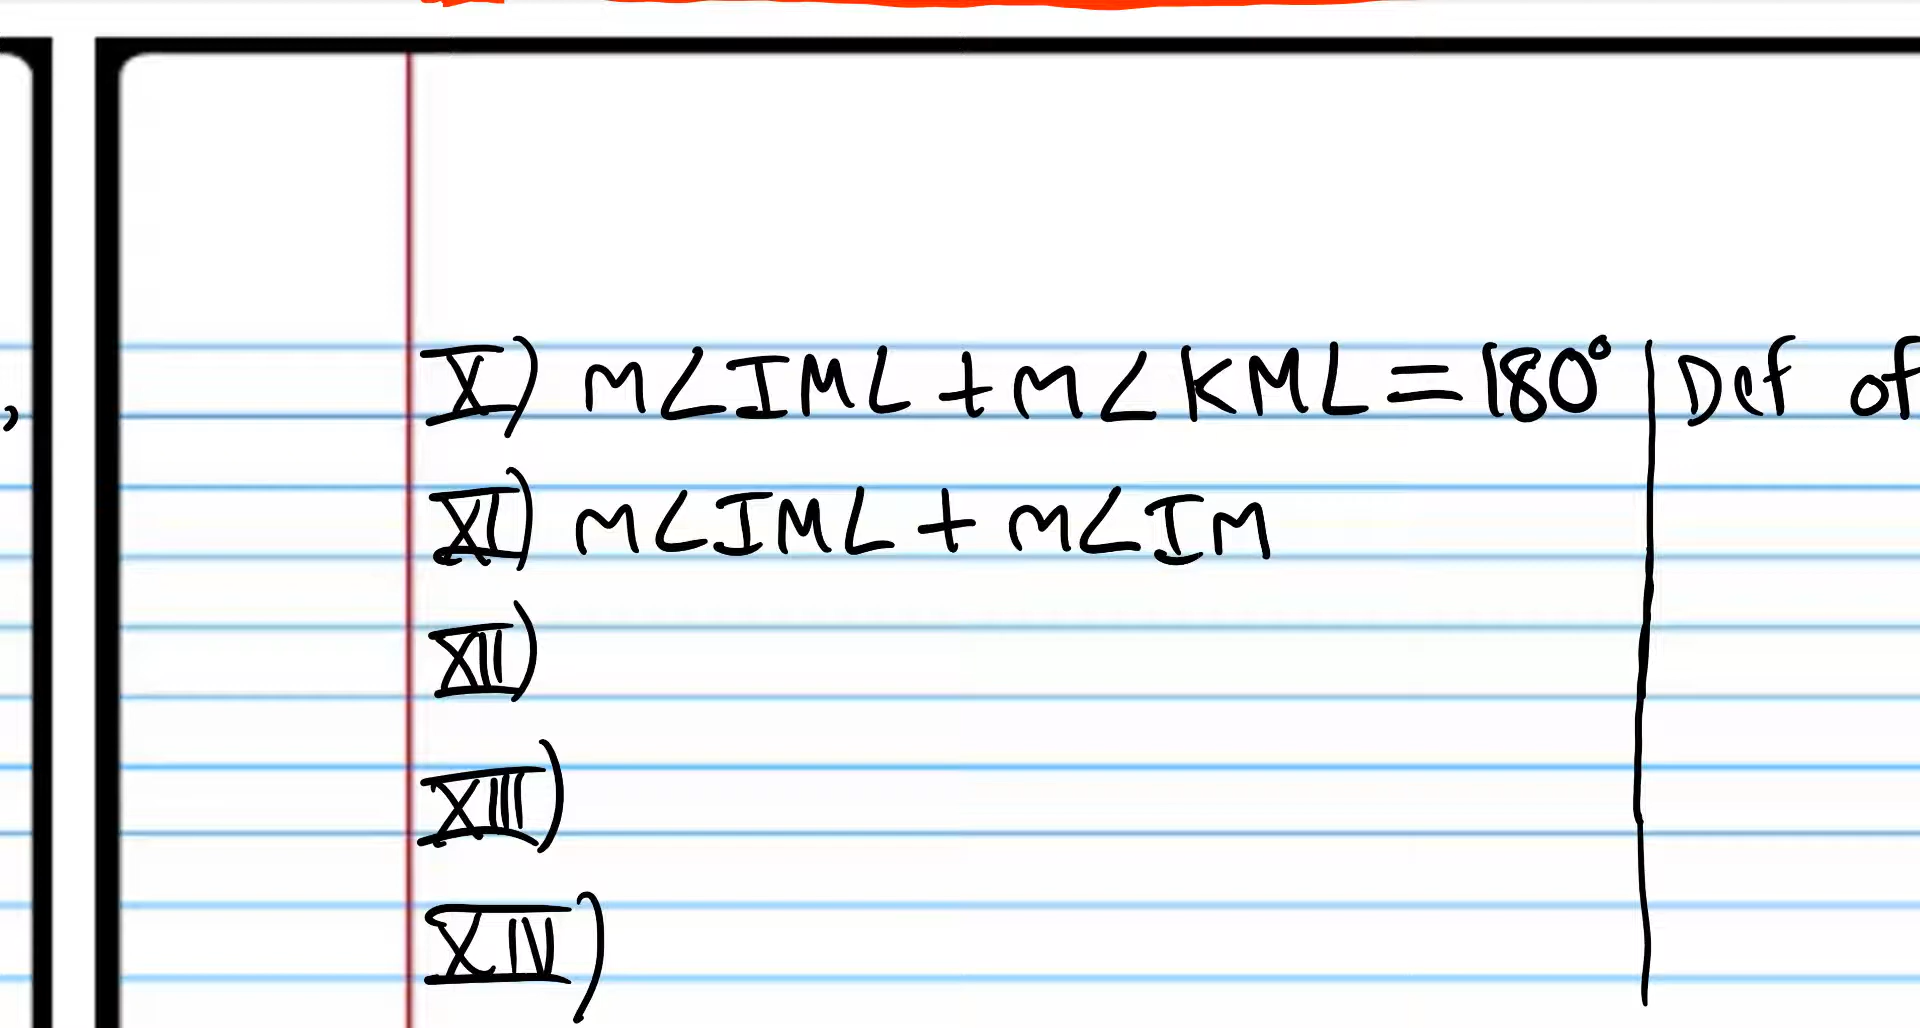 ,
X) m∠IML + m∠KML = 180° | Def of
XI) m∠IML + m∠IM
XII)
XIII)
XIV)